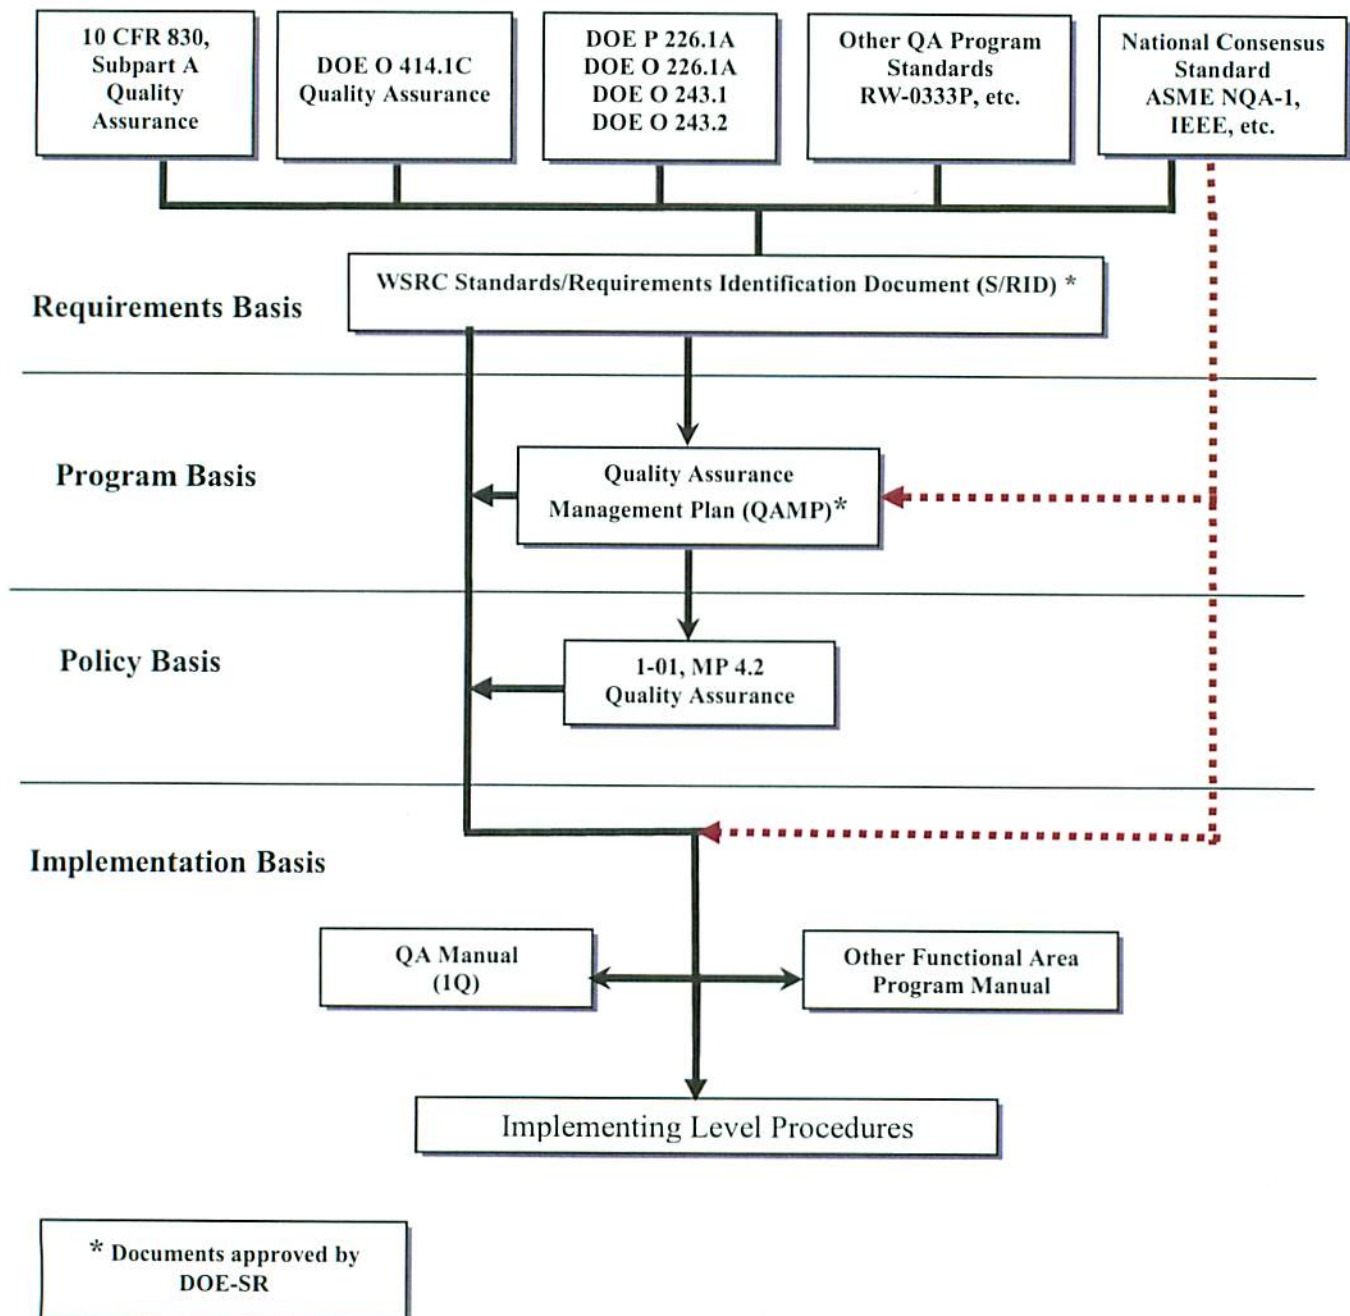 10 CFR 830,
Subpart A
Quality
Assurance
DOE O 414.1C
Quality Assurance
DOE P 226.1A
DOE O 226.1A
DOE O 243.1
DOE O 243.2
Other QA Program
Standards
RW-0333P, etc.
National Consensus
Standard
ASME NQA-1,
IEEE, etc.
WSRC Standards/Requirements Identification Document (S/RID) *
Requirements Basis
Program Basis
Quality Assurance
Management Plan (QAMP)*
Policy Basis
1-01, MP 4.2
Quality Assurance
Implementation Basis
QA Manual
(1Q)
Other Functional Area
Program Manual
Implementing Level Procedures
* Documents approved by
DOE-SR